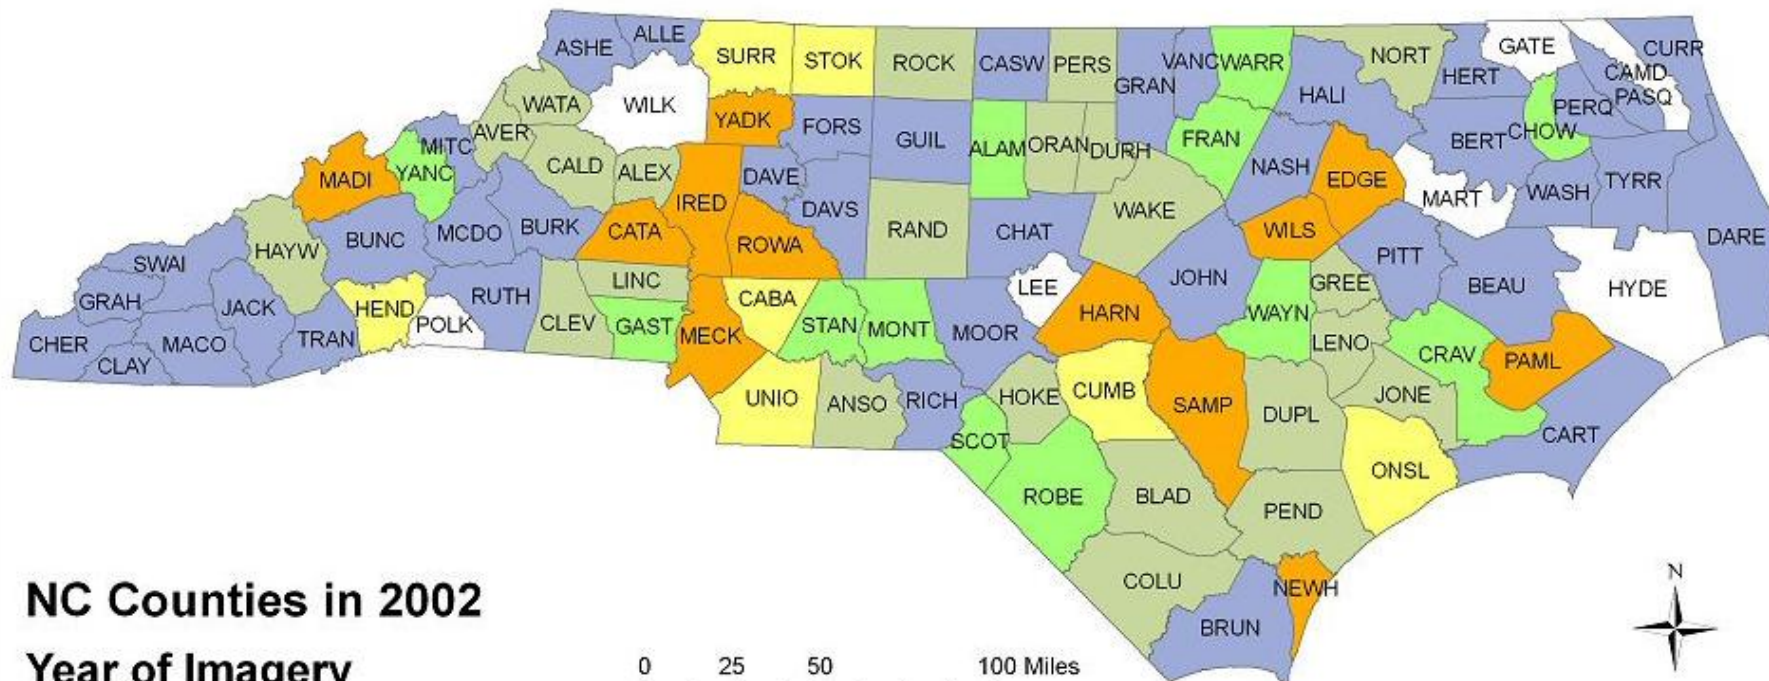 ASHE
ALLE
SURR
STOK
ROCK
CASW
PERS
GRAN
VANC
WARR
NORT
HERT
GATE
CURR
CAMD
PASQ
PERQ
CHOW
BERT
HALI
WATA
WILK
YADK
FORS
GUIL
ALAM
ORAN
DURH
FRAN
NASH
EDGE
MART
WASH
TYRR
DARE
MADI
YANC
MITC
AVER
CALD
ALEX
IRED
DAVE
DAVS
RAND
CHAT
WAKE
WILS
PITT
BEAU
HYDE
SWAI
HAYW
BUNC
MCDO
BURK
CATA
ROWA
LINC
GRAH
JACK
HEND
POLK
RUTH
CLEV
GAST
MECK
CABA
STAN
MONT
MOOR
LEE
HARN
JOHN
WAYN
GREE
LENO
CRAV
PAML
CHER
CLAY
MACO
TRAN
UNIO
ANSO
RICH
HOKE
CUMB
SAMP
DUPL
JONE
CART
SCOT
ROBE
BLAD
PEND
ONSL
COLU
BRUN
NEWH
N
NC Counties in 2002
Year of Imagery
0 25 50 100 Miles